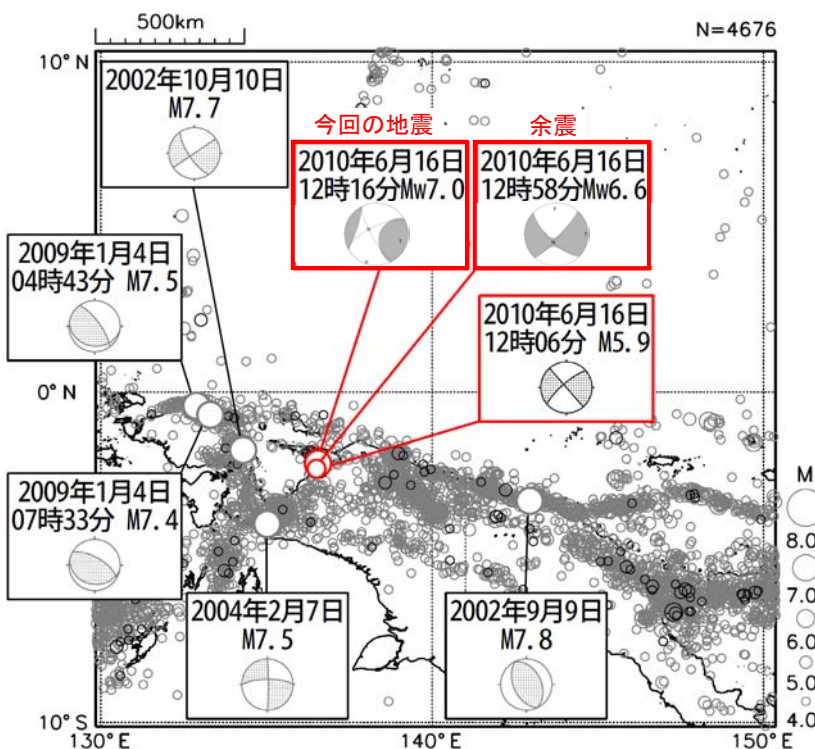 500km
N=4676
10°N
2002年10月10日
M7.7
今回の地震
余震
2010年6月16日
12時16分Mw7.0
2010年6月16日
12時58分Mw6.6
2009年1月4日
04時43分 M7.5
2010年6月16日
12時06分 M5.9
0°N
2009年1月4日
07時33分 M7.4
2004年2月7日
M7.5
2002年9月9日
M7.8
M
8.0
7.0
6.0
5.0
4.0
10°S
130°E
140°E
150°E